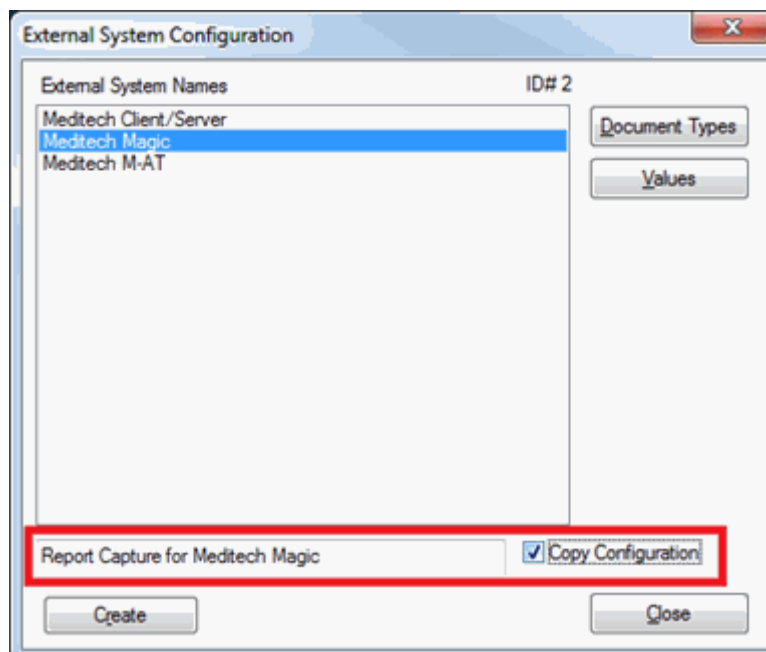 External System Configuration
External System Names ID# 2
Meditech Client/Server
Document Types
Meditech Magic
Meditech M-AT
Values
Report Capture for Meditech Magic
Copy Configuration
Create
Close